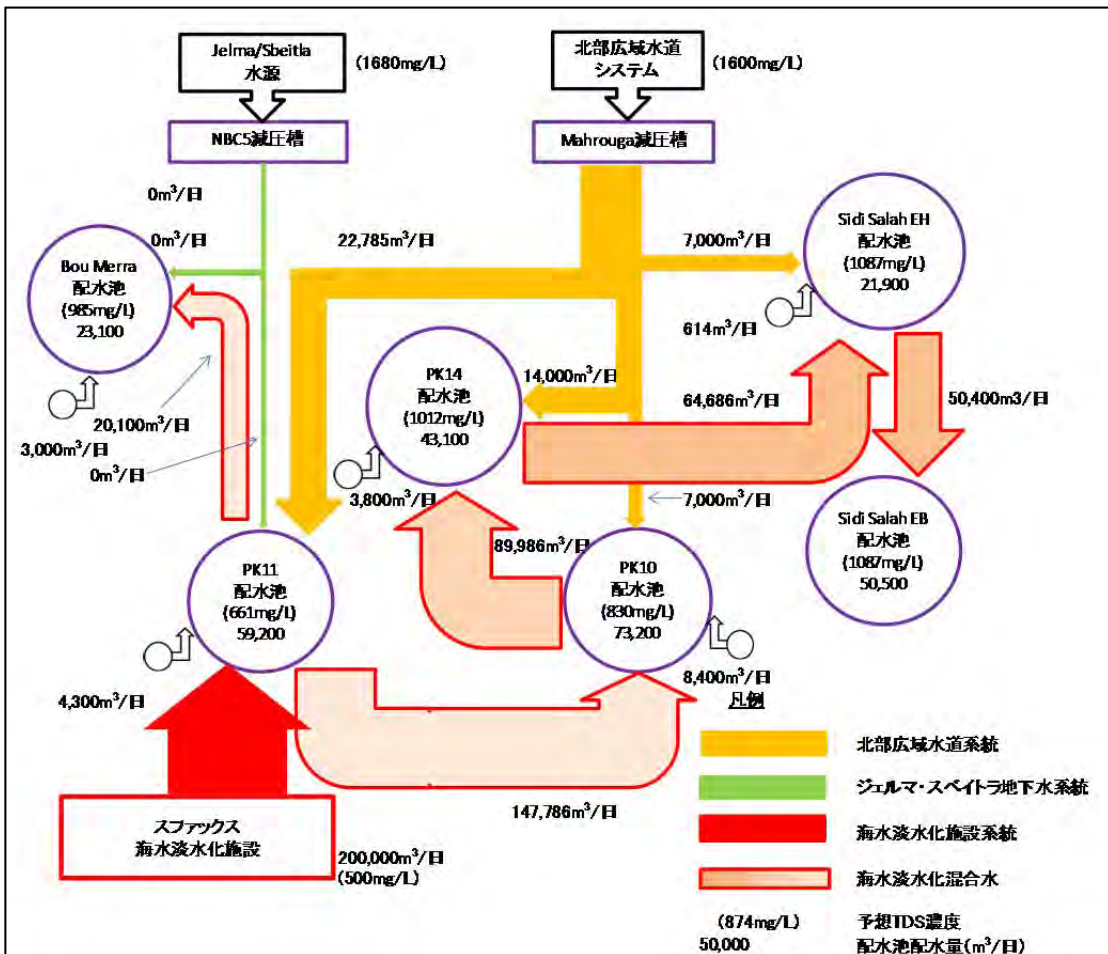 Jelma/Sbeitla
水源
(1680mg/L)
北部広域水道
システム
(1600mg/L)
NBC5減圧槽
Mahrouga減圧槽
0m³/日
0m³/日
22,785m³/日
7,000m³/日
Sidi Salah EH
配水池
(1087mg/L)
21,900
Bou Merra
配水池
(985mg/L)
23,100
614m³/日
PK14
配水池
(1012mg/L)
43,100
14,000m³/日
64,686m³/日
50,400m3/日
20,100m³/日
3,000m³/日
0m³/日
3,800m³/日
7,000m³/日
89,986m³/日
Sidi Salah EB
配水池
(1087mg/L)
50,500
PK11
配水池
(661mg/L)
59,200
PK10
配水池
(830mg/L)
73,200
4,300m³/日
8,400m³/日
凡例
北部広域水道系統
ジェルマ・スベイトラ地下水系統
147,786m³/日
スファックス
海水淡水化施設
200,000m³/日
(500mg/L)
海水淡水化施設系統
海水淡水化混合水
(874mg/L) 予想TDS濃度
50,000 配水池配水量(m³/日)